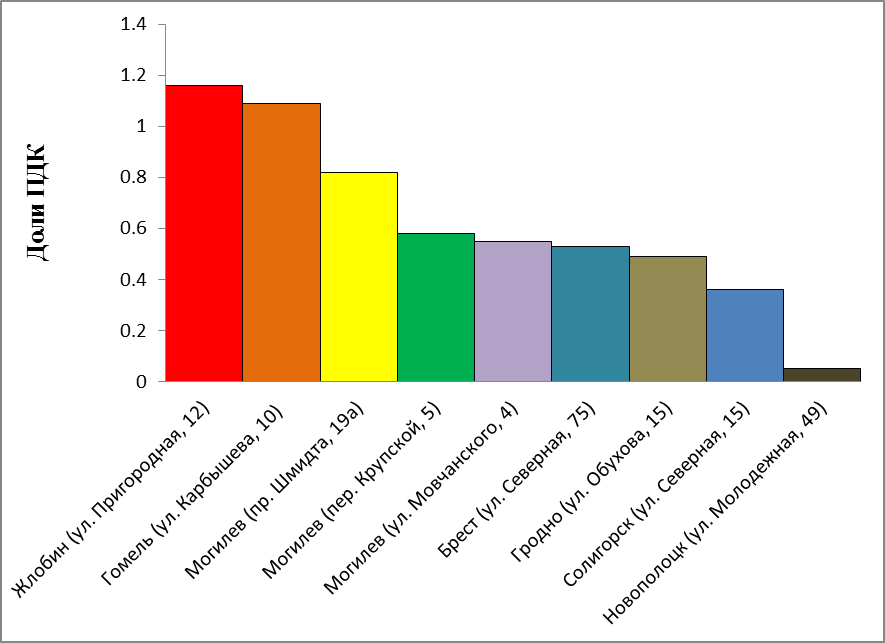 Доли ПДК
1.4
1.2
1
0.8
0.6
0.4
0.2
0
Жлобин (ул. Пригородная, 12)
Гомель (ул. Карбышева, 10)
Могилев (пр. Шмидта, 19а)
Могилев (пер. Крупской, 5)
Могилев (ул. Мовчанского, 4)
Брест (ул. Северная, 75)
Гродно (ул. Обухова, 15)
Солигорск (ул. Северная, 15)
Новополоцк (ул. Молодежная, 49)